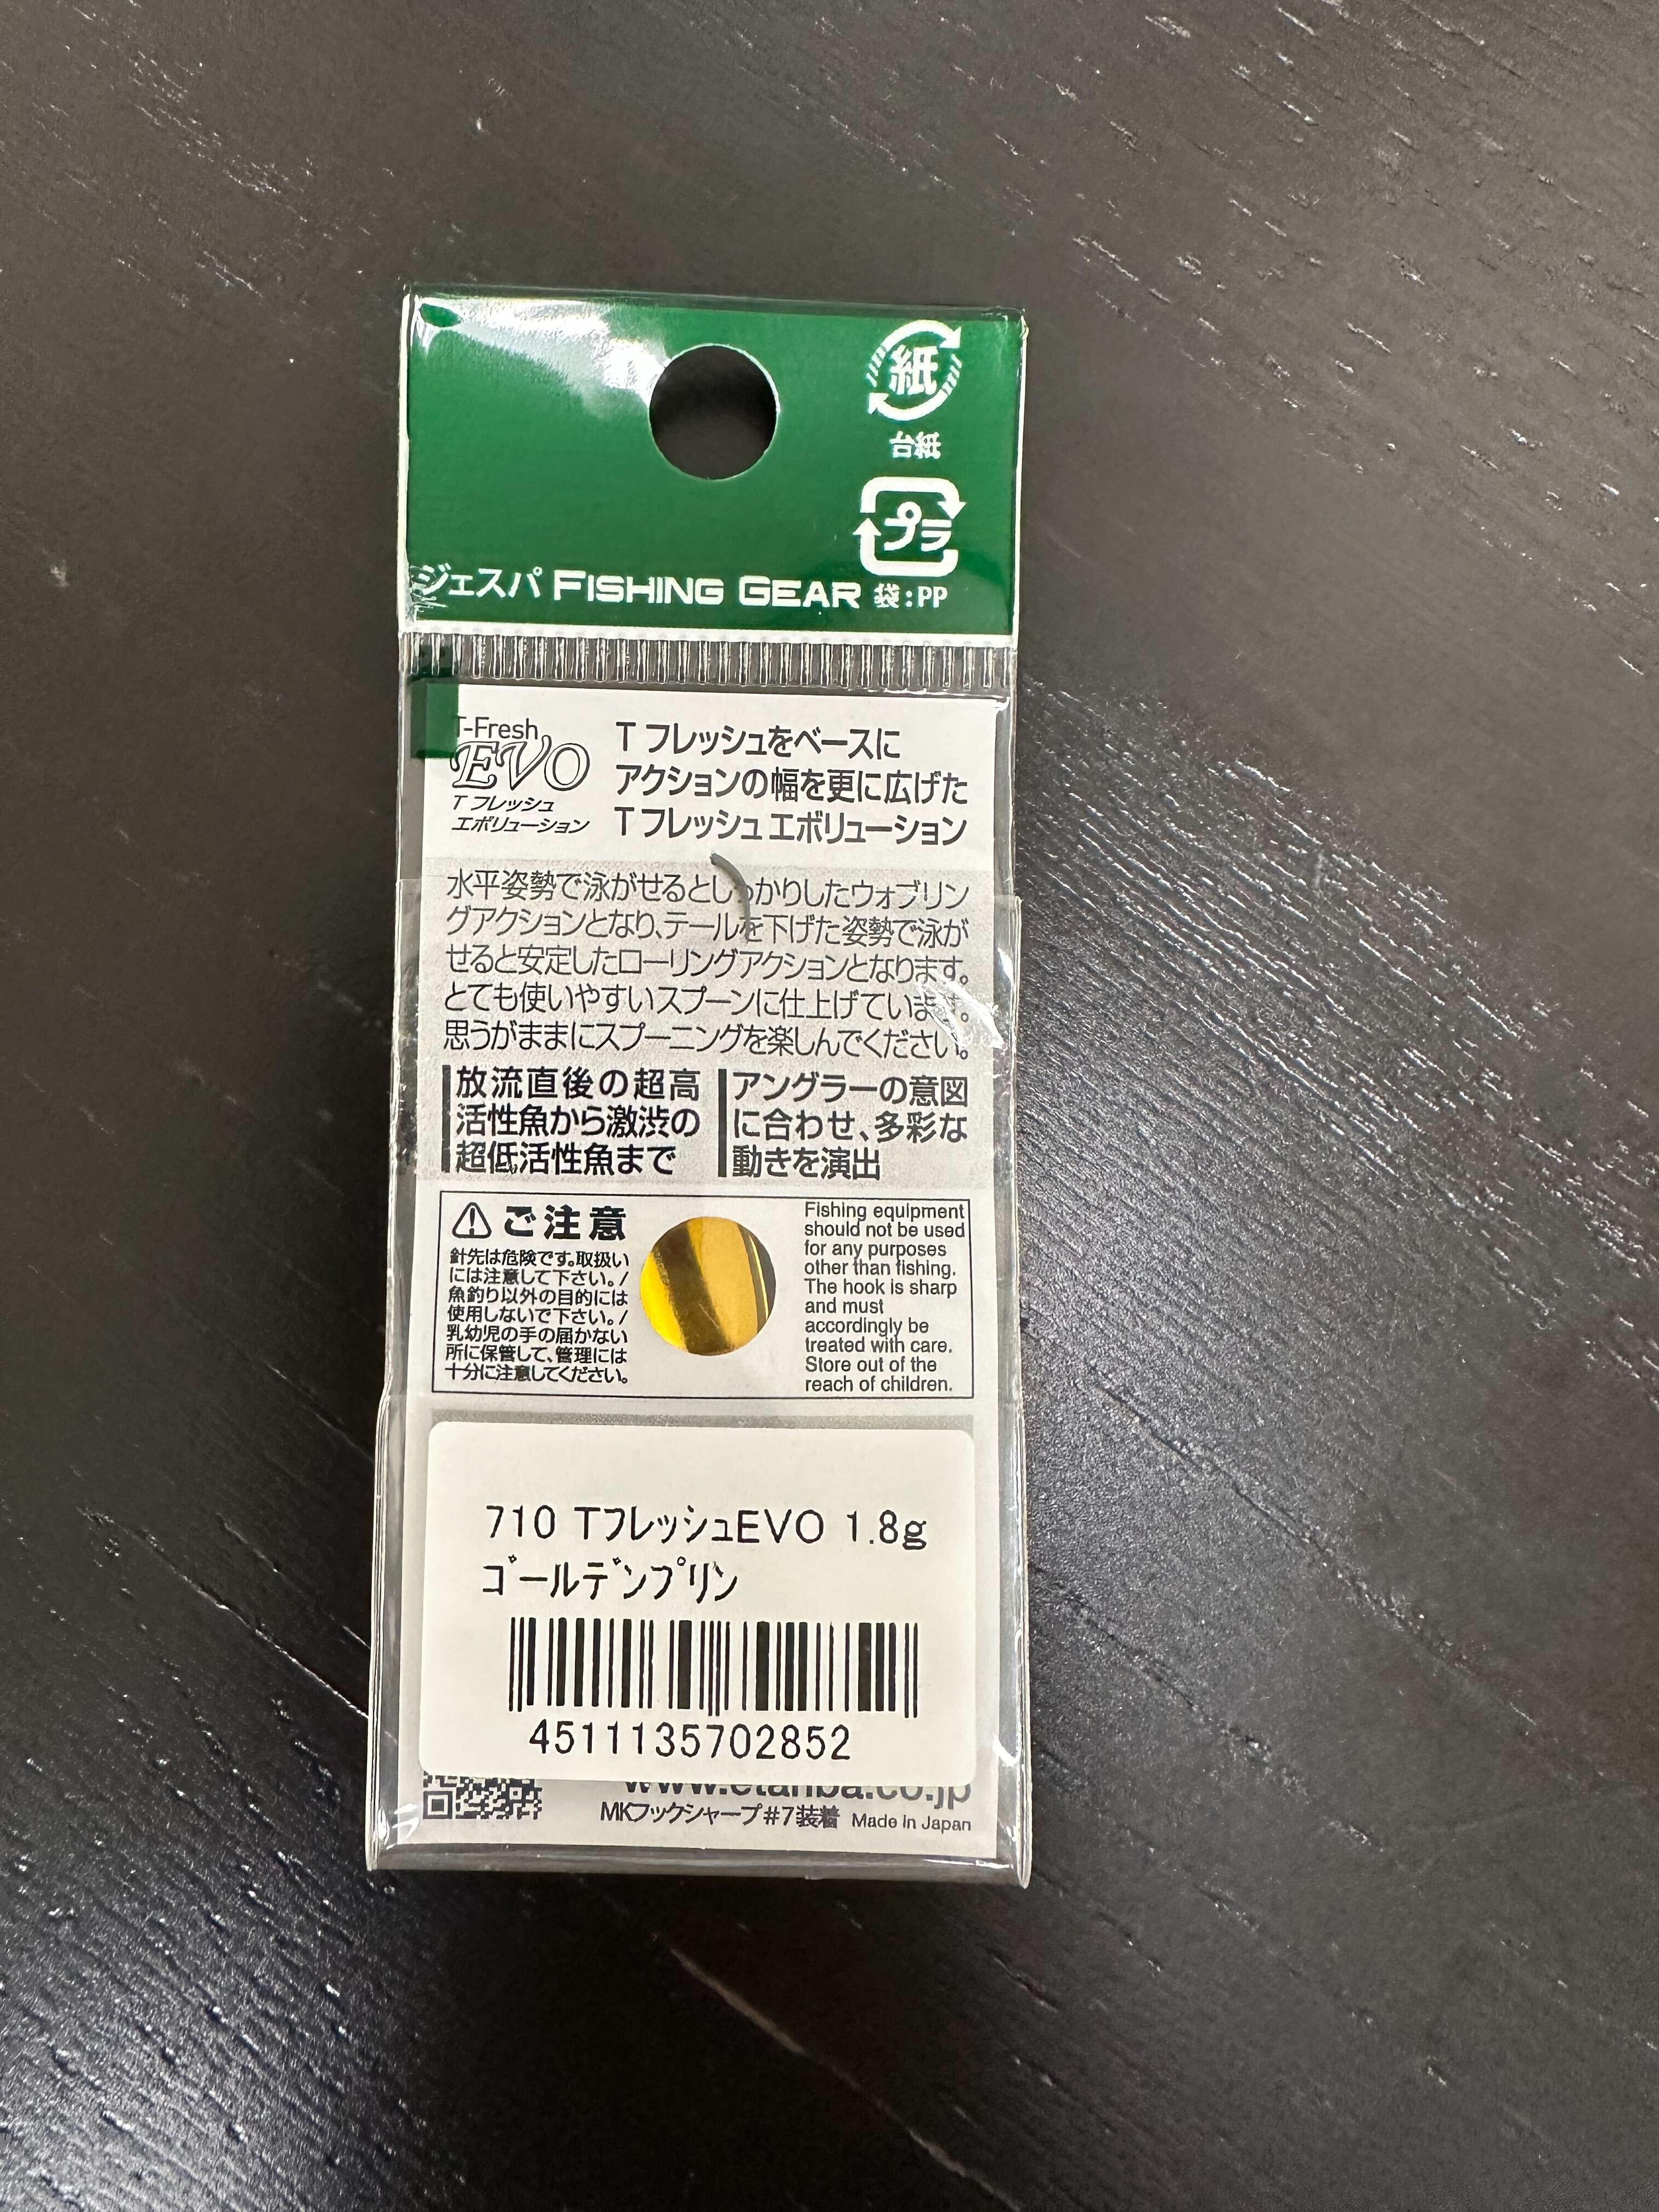 紙
台紙
プラ
ジェスパ FISHING GEAR 袋:PP
T-Fresh
EVO
T フレッシュ
エボリューション
T フレッシュをベースに
アクションの幅を更に広げた
T フレッシュ エボリューション
水平姿勢で泳がせるとしっかりしたウォブリン
グアクションとなり、テールを下げた姿勢で泳が
せると安定したローリングアクションとなります。
とても使いやすいスプーンに仕上げています。
思うがままにスプーニングを楽しんでください。
放流直後の超高
活性魚から激渋の
超低活性魚まで
アングラーの意図
に合わせ、多彩な
動きを演出
ご注意
針先は危険です。取扱い
には注意して下さい。/
魚釣り以外の目的には
使用しないで下さい。/
乳幼児の手の届かない
所に保管して、管理には
十分に注意してください。
Fishing equipment
should not be used
for any purposes
other than fishing.
The hook is sharp
and must
accordingly be
treated with care.
Store out of the
reach of children.
710 TフレッシュEVO 1.8g
ゴールデンプリン
4511135702852
www.etanba.co.jp
MKフックシャープ#7装着 Made in Japan